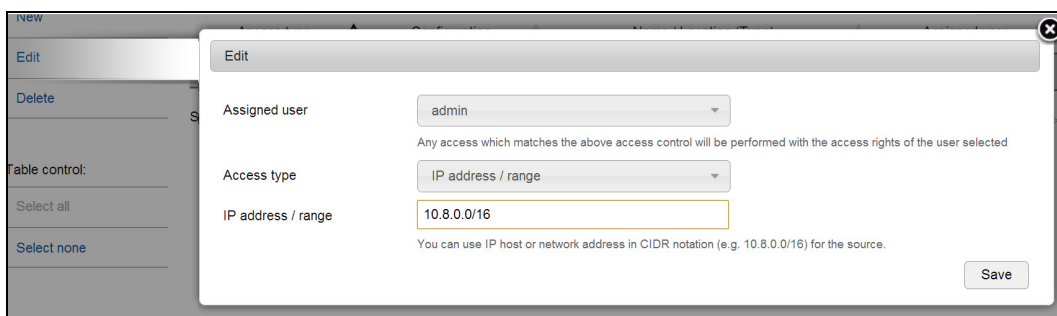 New
Edit
Delete
Table control:
Select all
Select none
Edit
Assigned user
admin
Any access which matches the above access control will be performed with the access rights of the user selected
Access type
IP address / range
IP address / range
10.8.0.0/16
You can use IP host or network address in CIDR notation (e.g. 10.8.0.0/16) for the source.
Save